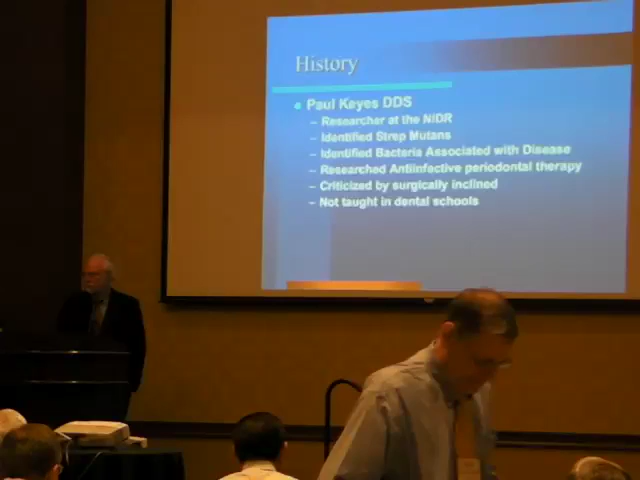 History
Paul Keyes DDS
– Researcher at the NIDR
– Identified Strep Mutans
– Identified Bacteria Associated with Disease
– Researched Antiinfective periodontal therapy
– Criticized by surgically inclined
– Not taught in dental schools